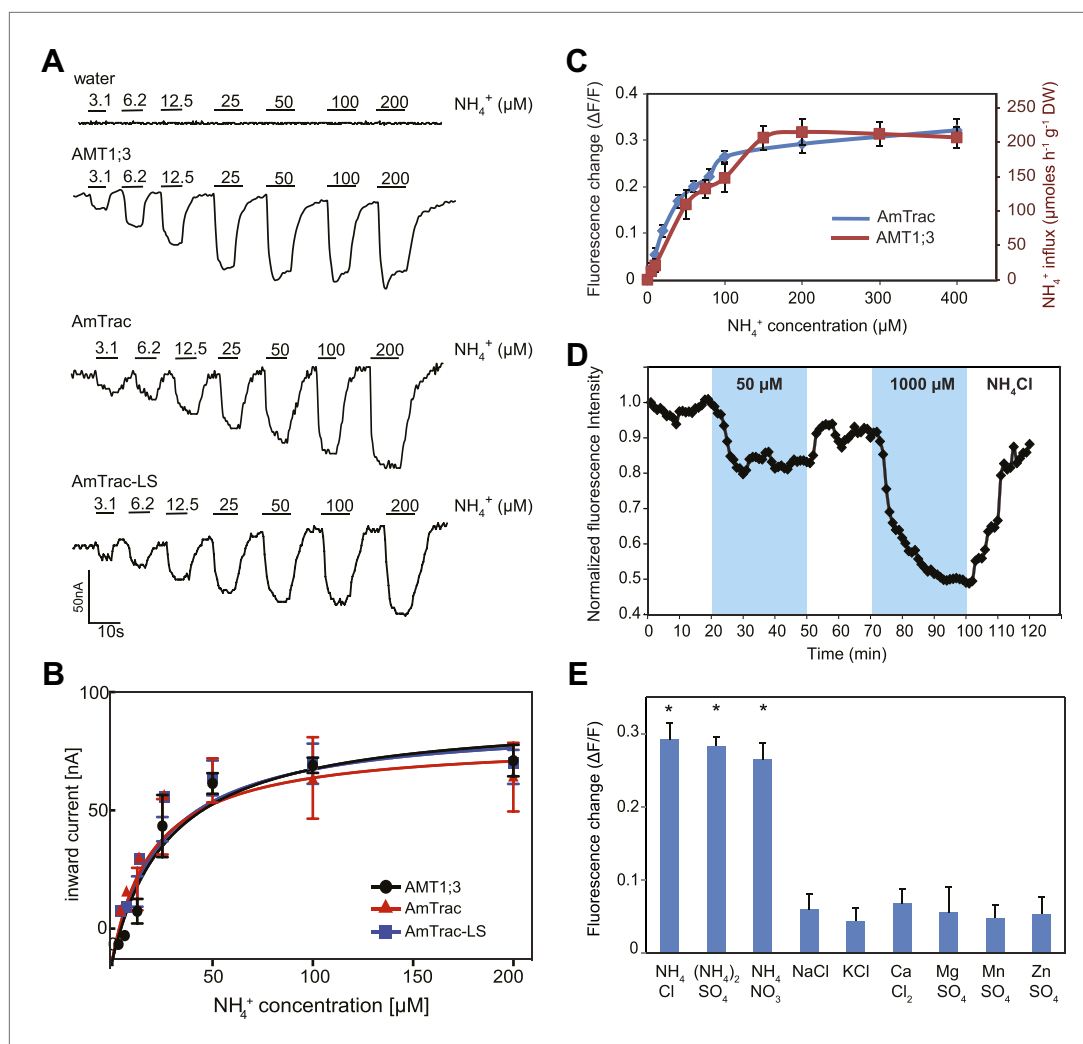 A
water
3.1 6.2 12.5 25 50 100 200 NH₄⁺ (µM)
AMT1;3
3.1 6.2 12.5 25 50 100 200 NH₄⁺ (µM)
AmTrac
3.1 6.2 12.5 25 50 100 200 NH₄⁺ (µM)
AmTrac-LS
3.1 6.2 12.5 25 50 100 200 NH₄⁺ (µM)
50nA
10s
B
inward current [nA]
100
50
0
50 100 150 200
NH₄⁺ concentration [µM]
AMT1;3
AmTrac
AmTrac-LS
C
Fluorescence change (ΔF/F)
0.4
0.3
0.2
0.1
0
250
200
150
100
50
0
NH₄⁺ influx (µmoles h⁻¹ g⁻¹ DW)
AmTrac
AMT1;3
0 100 200 300 400
NH₄⁺ concentration (µM)
D
Normalized fluorescence Intensity
50 µM 1000 µM NH₄Cl
1.0
0.9
0.8
0.7
0.6
0.5
0.4
0 10 20 30 40 50 60 70 80 90 100 110 120
Time (min)
E
Fluorescence change (ΔF/F)
* * *
0.3
0.2
0.1
0
NH₄ (NH₄)₂ NH₄ NaCl KCl Ca Mg Mn Zn
Cl SO₄ NO₃ Cl₂ SO₄ SO₄ SO₄